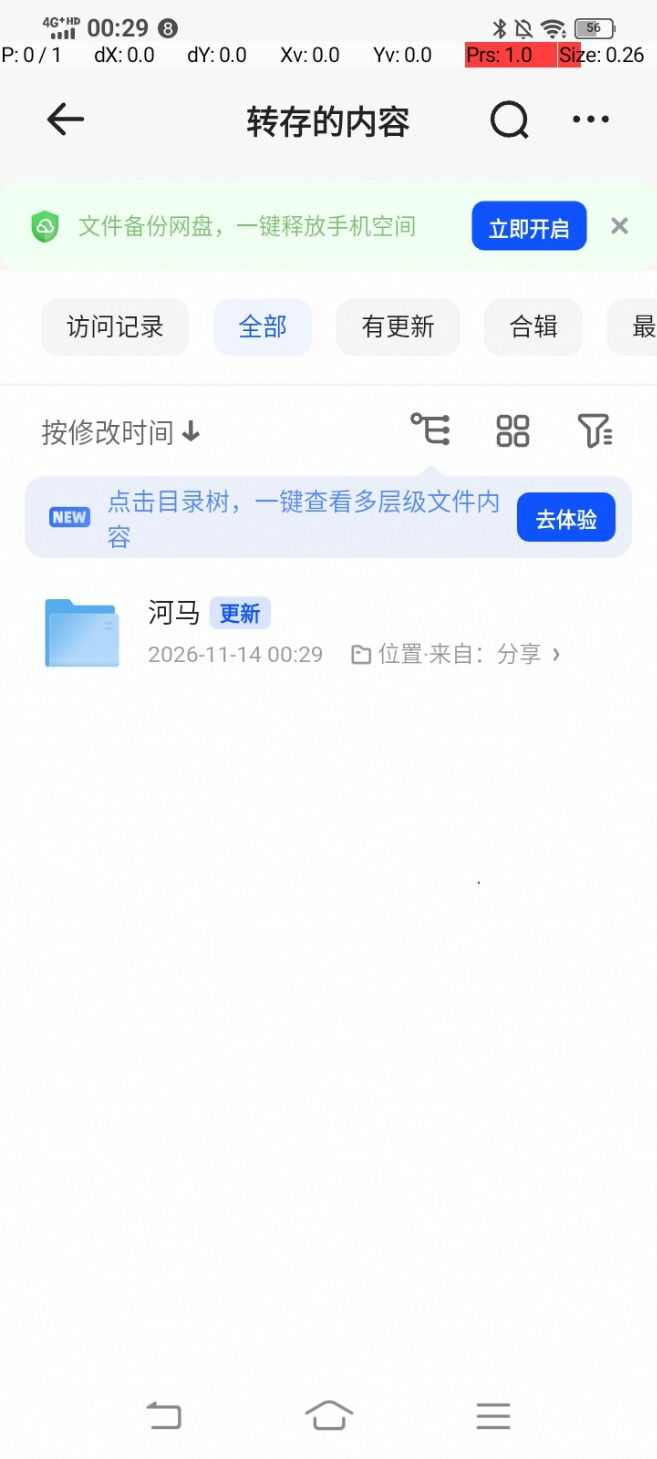 4G+HD 00:29 8 56
P: 0 / 1 dX: 0.0 dY: 0.0 Xv: 0.0 Yv: 0.0 Prs: 1.0 Size: 0.26
转存的内容
文件备份网盘，一键释放手机空间 立即开启
访问记录 全部 有更新 合辑 最
按修改时间
NEW 点击目录树，一键查看多层级文件内
容 去体验
河马 更新
2026-11-14 00:29 位置·来自：分享